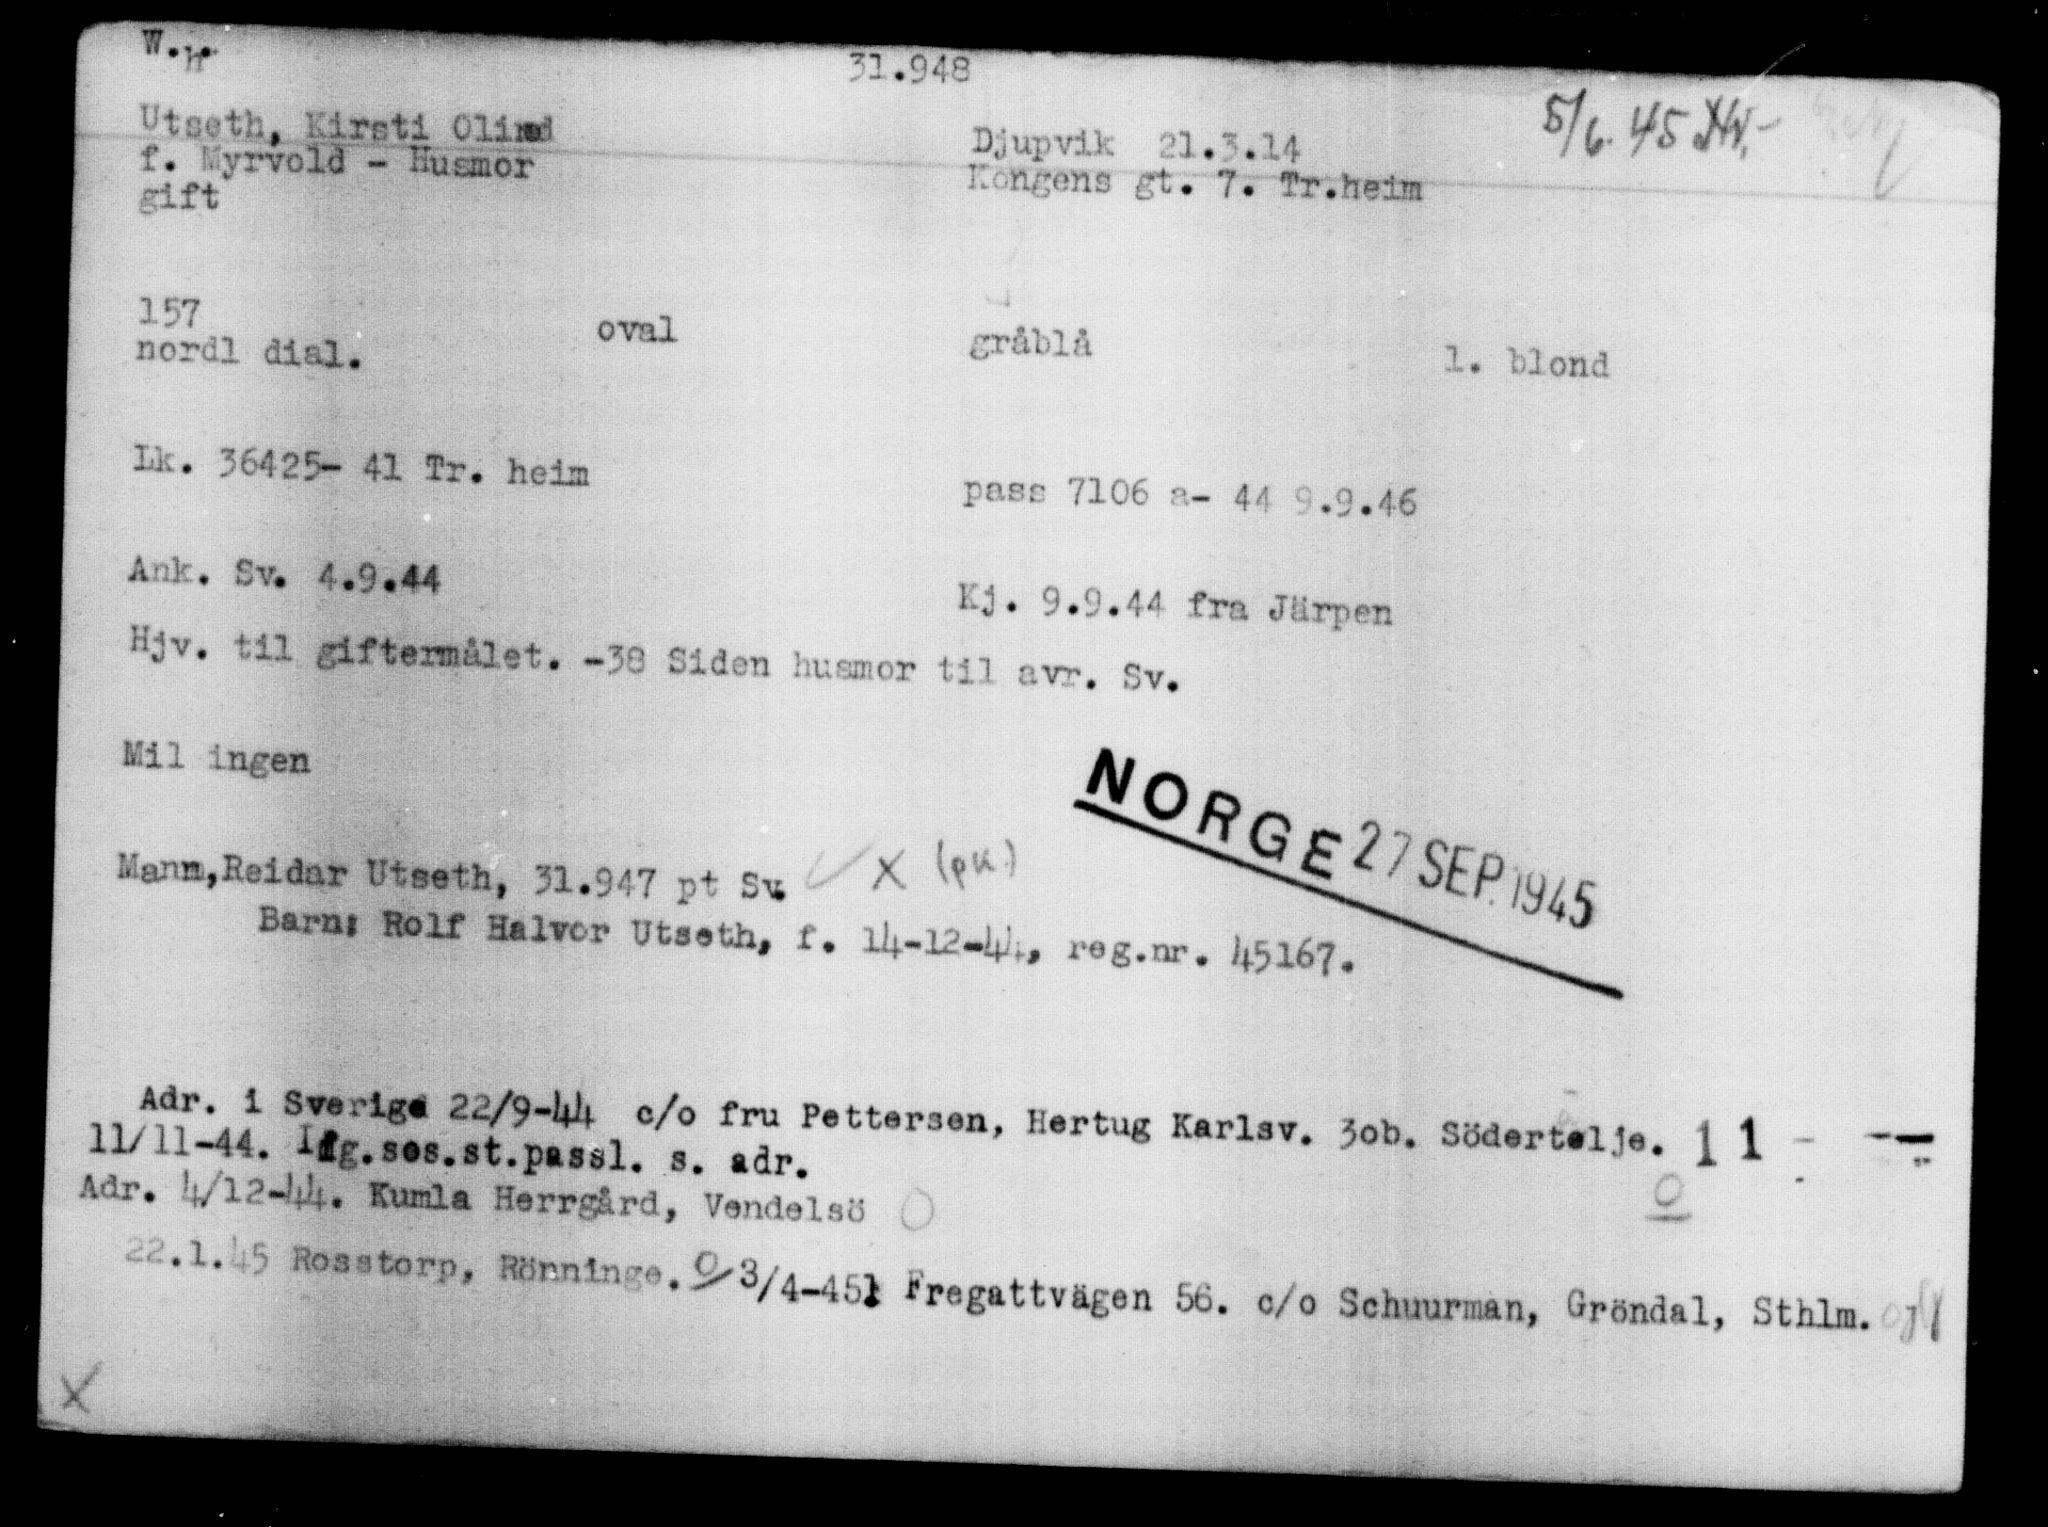 W.h.
31.948
5/6.45
Utseth, Kirsti Olind
f. Myrvold - Husmor
gift
Djupvik 21.3.14
Kongens gt. 7. Tr.heim
157
nordl dial.
oval
gråblå
l. blond
Lk. 36425- 41 Tr. heim
pass 7106 a- 44 9.9.46
Ank. Sv. 4.9.44
Kj. 9.9.44 fra Järpen
Hjv. til giftermålet. -38 Siden husmor til avr. Sv.
Mil ingen
NORGE 27 SEP. 1945
Mann,Reidar Utseth, 31.947 pt Sv. X (pk.)
Barn: Rolf Halvor Utseth, f. 14-12-44, reg.nr. 45167.
Adr. i Sverige 22/9-44 c/o fru Pettersen, Hertug Karlsv. 3ob. Södertelje. 11 - --
11/11-44. Ifg.sos.st.passl. s. adr.
Adr. 4/12-44. Kumla Herrgård, Vendelsö O
O
22.1.45 Rosstorp, Rönninge. O 3/4-45: Fregattvägen 56. c/o Schuurman, Gröndal, Sthlm.
X